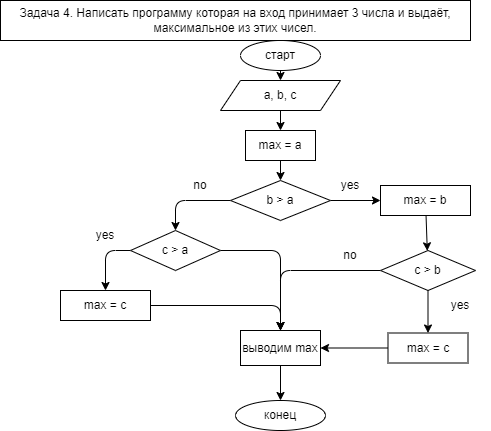 Задача 4. Написать программу которая на вход принимает 3 числа и выдаёт,
максимальное из этих чисел.
старт
a, b, c
max = a
no
yes
b > a
max = b
yes
c > a
no
c > b
yes
max = c
выводим max
max = c
конец